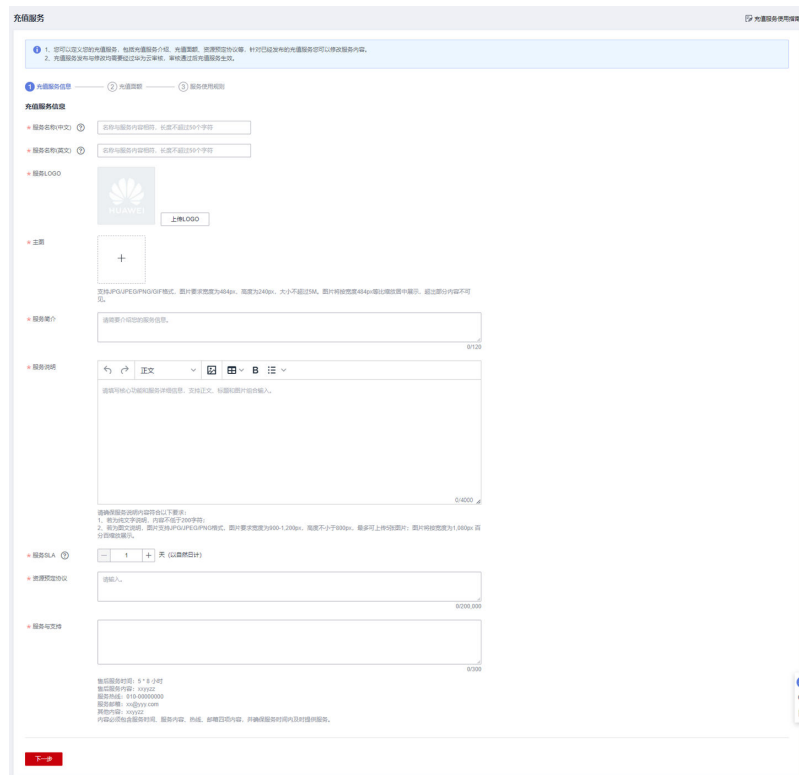 充值服务
充值服务使用指南
1、您可以定义您的充值服务，包括充值服务介绍、充值面额、资源预定协议等，针对已经发布的充值服务您可以修改服务内容。
2、充值服务发布与修改均需要经过华为云审核，审核通过后充值服务生效。
1 充值服务信息
2 充值面额
3 服务使用规则
充值服务信息
* 服务名称(中文) ?
名称与服务内容相符，长度不超过50个字符
* 服务名称(英文) ?
名称与服务内容相符，长度不超过50个字符
* 服务LOGO
HUAWEI
上传LOGO
* 主图
+
支持JPG/JPEG/PNG/GIF格式，图片要求宽度为484px，高度为240px，大小不超过5M。图片将按宽度484px等比缩放居中展示，超出部分内容不可
见。
* 服务简介
请简要介绍您的服务信息。
0/120
* 服务说明
正文
B
请填写核心功能和服务详细信息，支持正文、标题和图片组合输入。
0/4000
请确保服务说明内容符合以下要求：
1、若为纯文字说明，内容不低于200字符；
2、若为图文说明，图片支持JPG/JPEG/PNG格式，图片要求宽度为900-1,200px，高度不小于800px，最多可上传5张图片；图片将按宽度为1,080px 百
分百缩放展示。
* 服务SLA ?
− 1 + 天（以自然日计）
* 资源预定协议
请输入。
0/200,000
* 服务与支持
0/300
售后服务时间：5 * 8 小时
售后服务内容：xxyyzz
服务热线：010-00000000
服务邮箱：xx@yyy.com
其他内容：xxyyzz
内容必须包含服务时间、服务内容、热线、邮箱四项内容，并确保服务时间内及时提供服务。
下一步